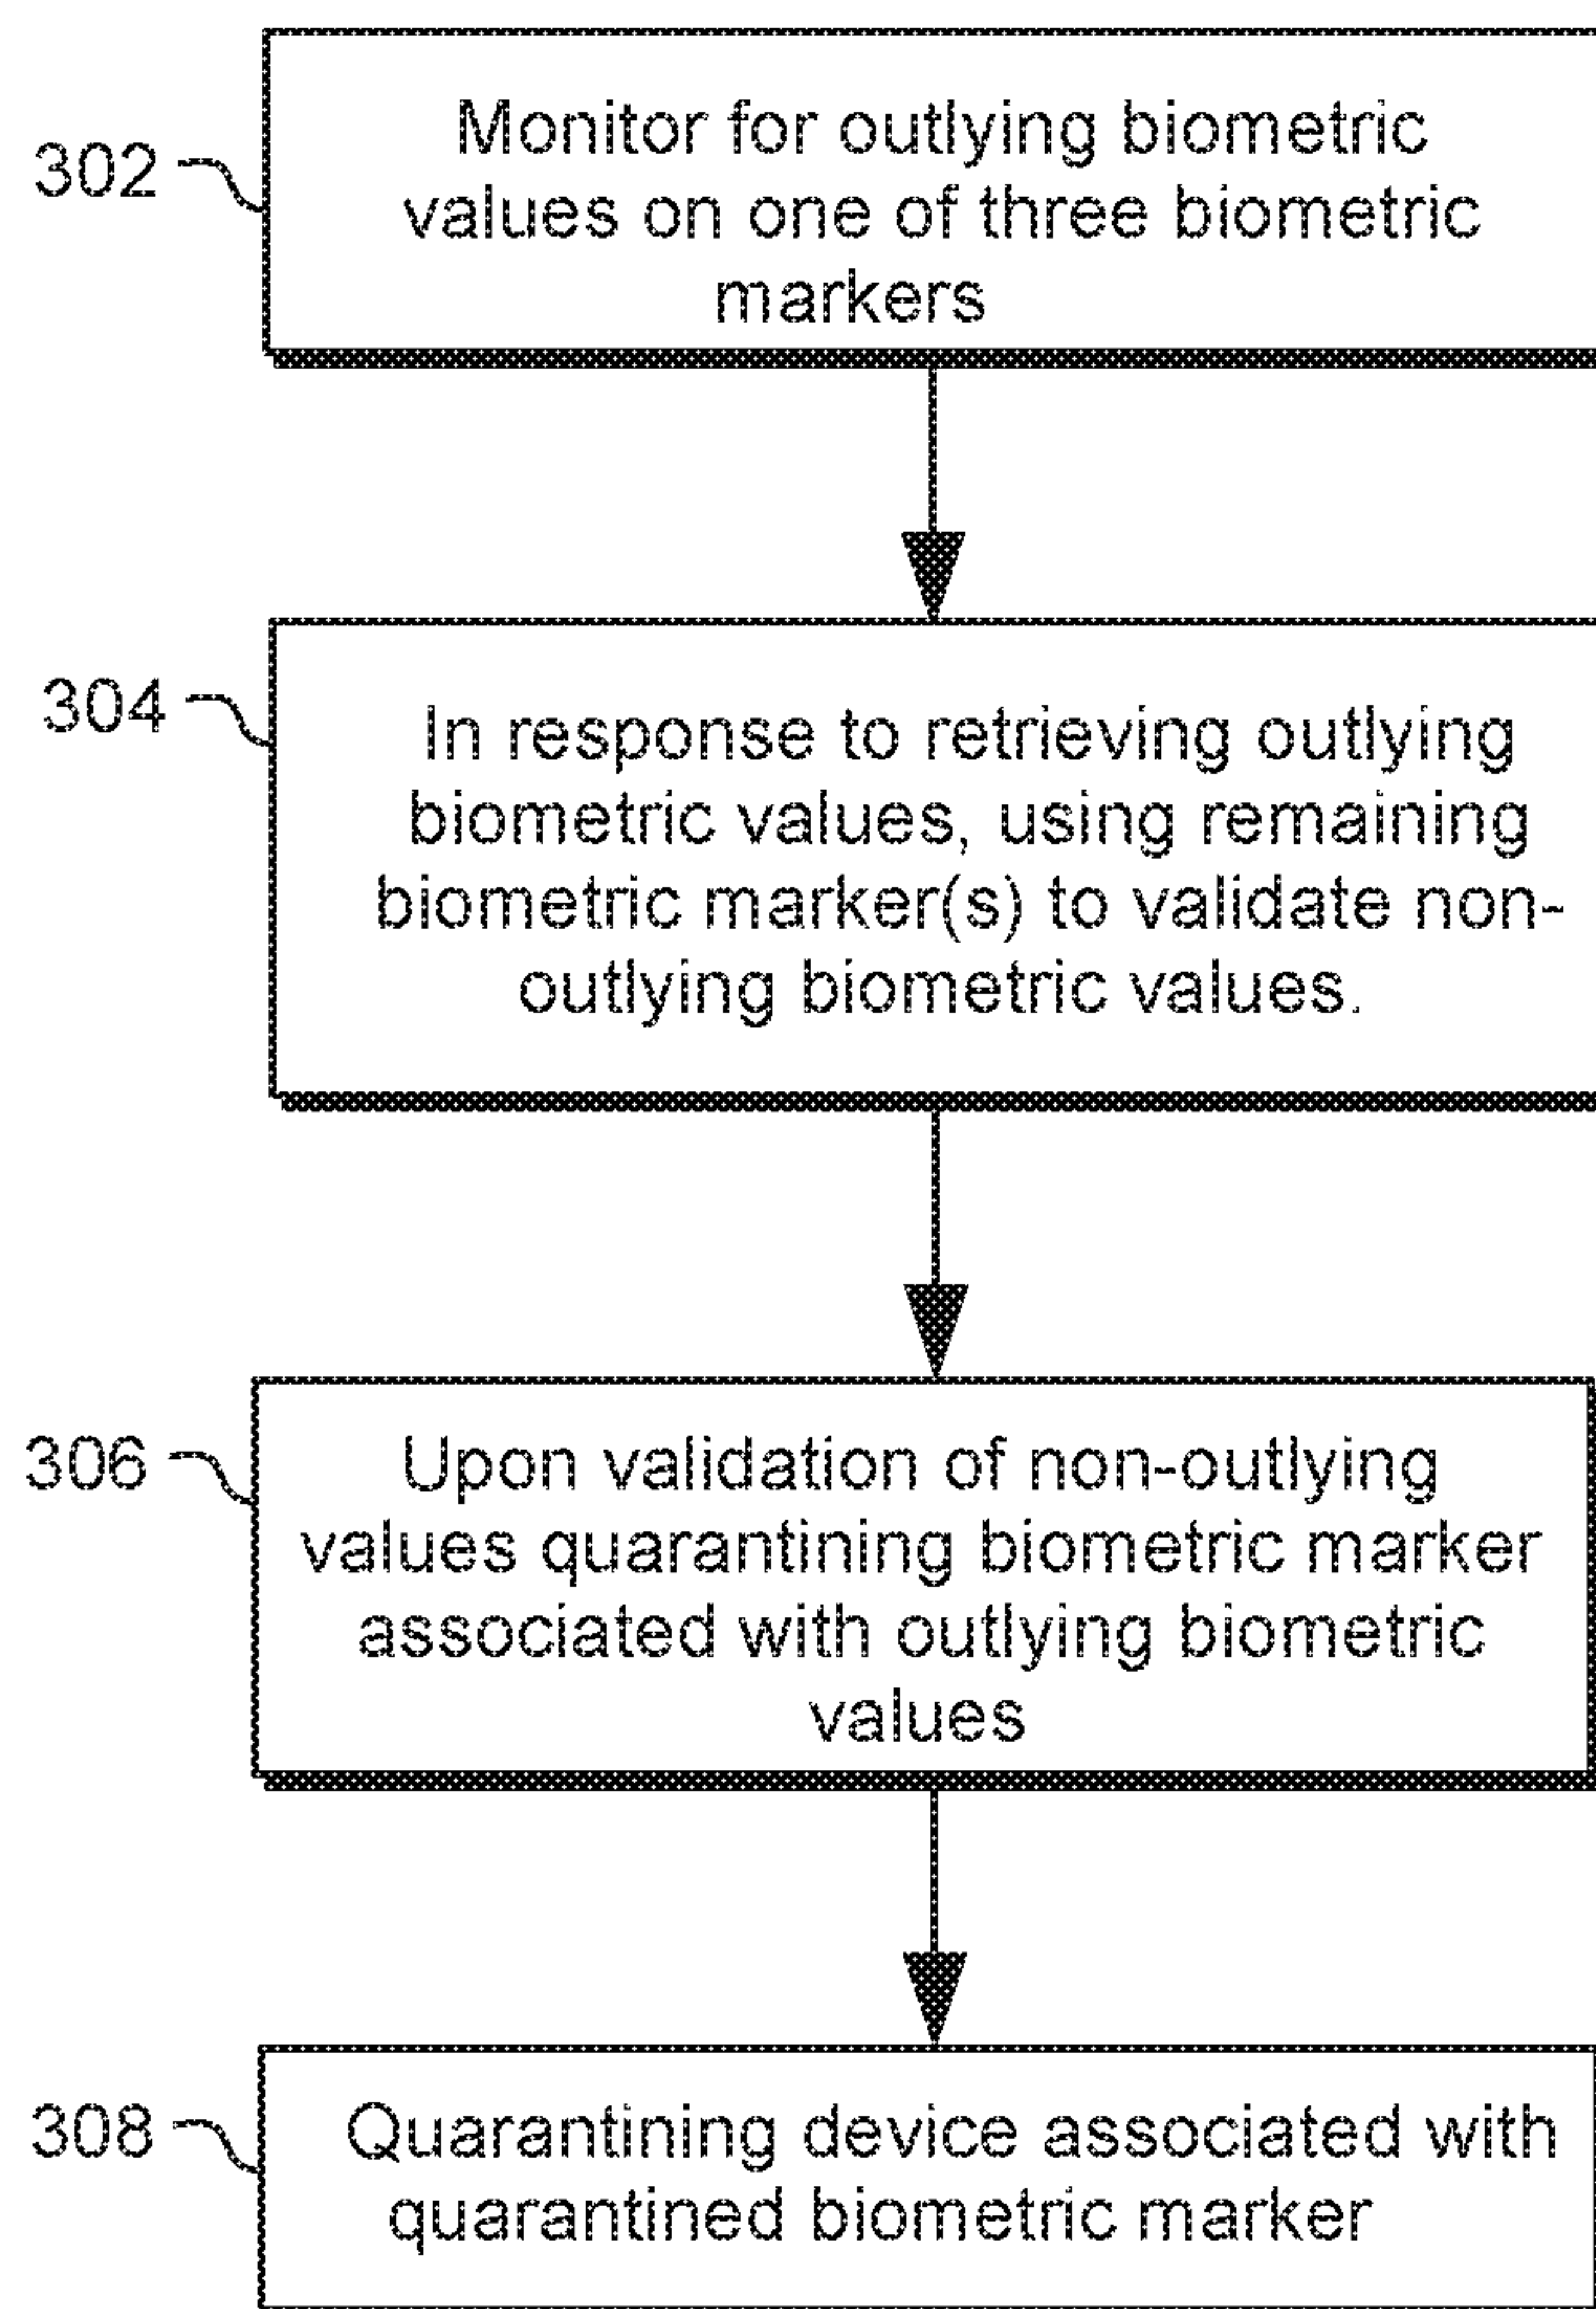 302
Monitor for outlying biometric
values on one of three biometric
markers
304
In response to retrieving outlying
biometric values, using remaining
biometric marker(s) to validate non-
outlying biometric values.
306
Upon validation of non-outlying
values quarantining biometric marker
associated with outlying biometric
values
308
Quarantining device associated with
quarantined biometric marker